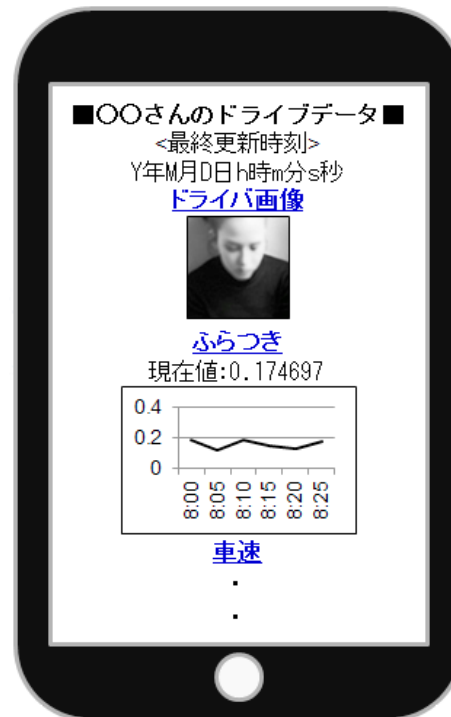 ■〇〇さんのドライブデータ■
<最終更新時刻>
Y年M月D日h時m分s秒
ドライバ画像
ふらつき
現在値:0.174697
0.4
0.2
0
8:00
8:05
8:10
8:15
8:20
8:25
車速
・
・